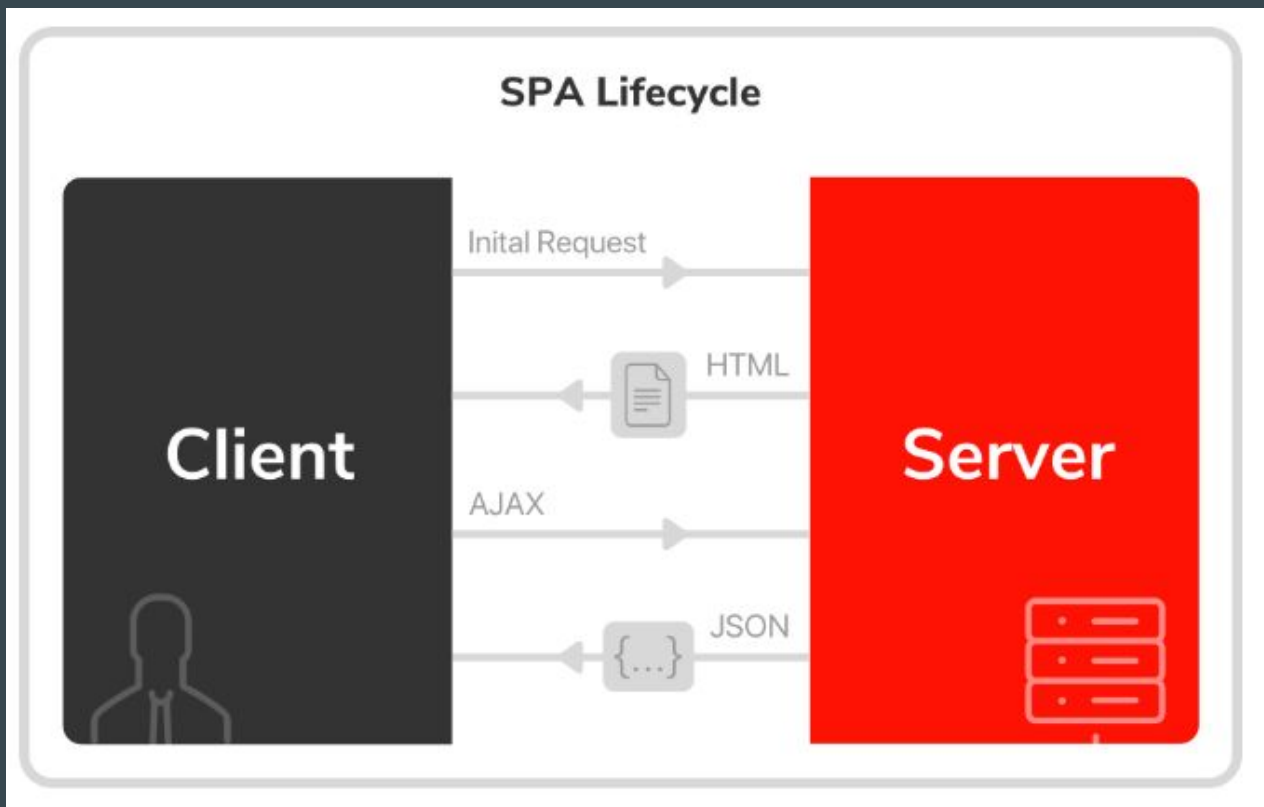 SPA Lifecycle
Inital Request
HTML
Client
Server
AJAX
JSON
{...}